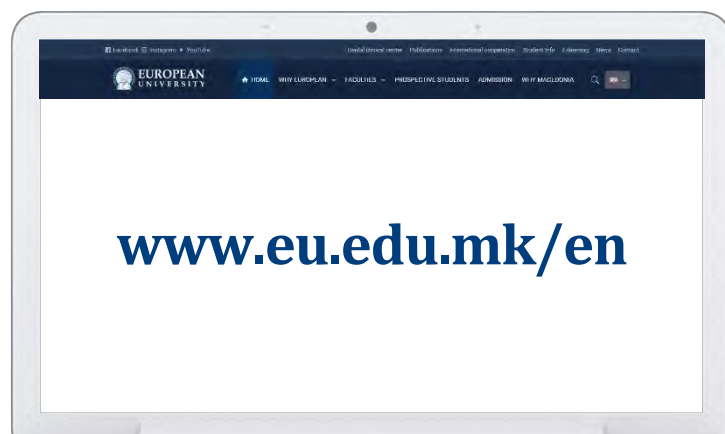 Facebook Instagram YouTube
Dental clinical center Publications International cooperation Student Info E-learning News Contact
EUROPEAN
UNIVERSITY
HOME WHY EUROPEAN FACULTIES PROSPECTIVE STUDENTS ADMISSION WHY MACEDONIA
www.eu.edu.mk/en